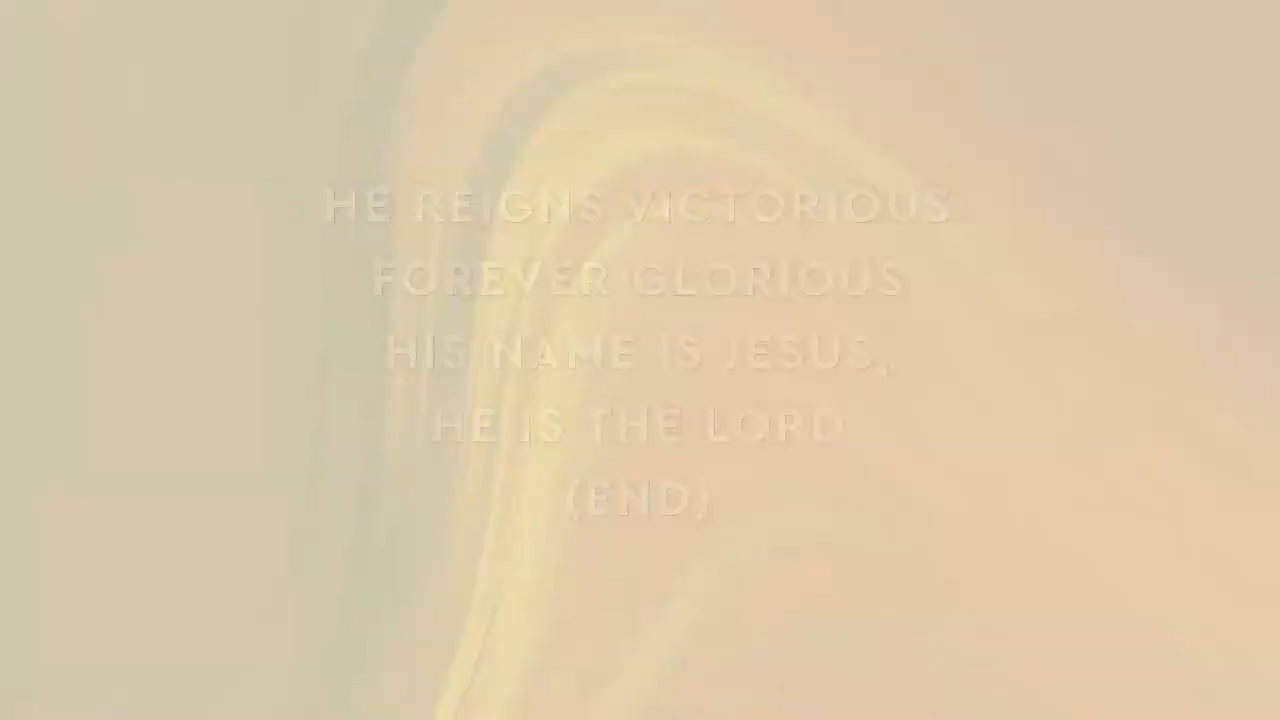 HE REIGNS VICTORIOUS
FOREVER GLORIOUS
HIS NAME IS JESUS,
HE IS THE LORD
(END)